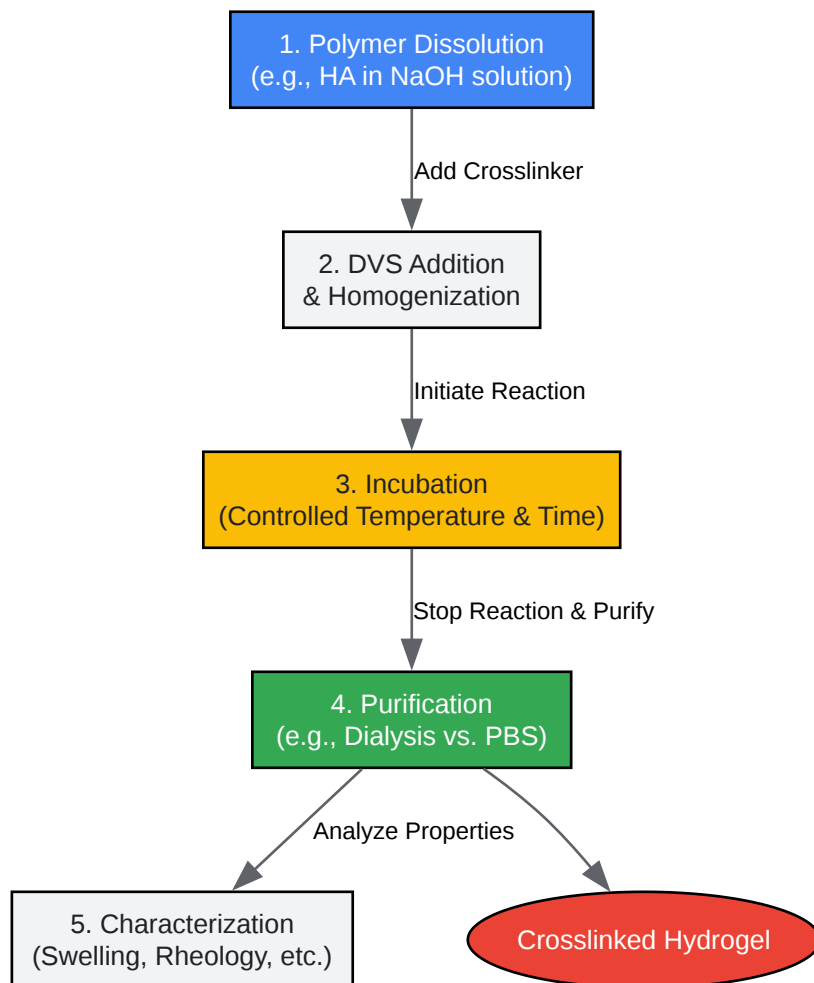 1. Polymer Dissolution
(e.g., HA in NaOH solution)
Add Crosslinker
2. DVS Addition
& Homogenization
Initiate Reaction
3. Incubation
(Controlled Temperature & Time)
Stop Reaction & Purify
4. Purification
(e.g., Dialysis vs. PBS)
Analyze Properties
5. Characterization
(Swelling, Rheology, etc.)
Crosslinked Hydrogel